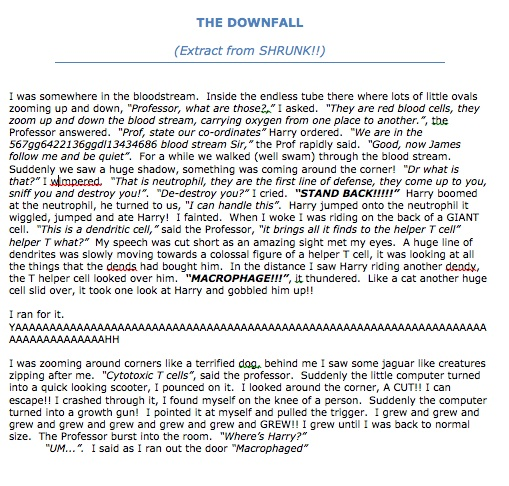 THE DOWNFALL
(Extract from SHRUNK!!)
I was somewhere in the bloodstream.  Inside the endless tube there where lots of little ovals
zooming up and down, "Professor, what are those?," I asked.  "They are red blood cells, they
zoom up and down the blood stream, carrying oxygen from one place to another.", the
Professor answered.  "Prof, state our co-ordinates" Harry ordered.  "We are in the
567gg6422136ggdl13434686 blood stream Sir," the Prof rapidly said.  "Good, now James
follow me and be quiet".  For a while we walked (well swam) through the blood stream.
Suddenly we saw a huge shadow, something was coming around the corner!  "Dr what is
that?" I wimpered.  "That is neutrophil, they are the first line of defense, they come up to you,
sniff you and destroy you!".  "De-destroy you?" I cried.  "STAND BACK!!!!!" Harry boomed
at the neutrophil, he turned to us, "I can handle this".  Harry jumped onto the neutrophil it
wiggled, jumped and ate Harry!  I fainted.  When I woke I was riding on the back of a GIANT
cell.  "This is a dendritic cell," said the Professor, "it brings all it finds to the helper T cell"
helper T what?"  My speech was cut short as an amazing sight met my eyes.  A huge line of
dendrites was slowly moving towards a colossal figure of a helper T cell, it was looking at all
the things that the dends had bought him.  In the distance I saw Harry riding another dendy,
the T helper cell looked over him.  "MACROPHAGE!!!", it thundered.  Like a cat another huge
cell slid over, it took one look at Harry and gobbled him up!!
I ran for it.
YAAAAAAAAAAAAAAAAAAAAAAAAAAAAAAAAAAAAAAAAAAAAAAAAAAAAAAAAAAAAAAAAAA
AAAAAAAAAAAAAAHH
I was zooming around corners like a terrified dog, behind me I saw some jaguar like creatures
zipping after me.  "Cytotoxic T cells", said the professor.  Suddenly the little computer turned
into a quick looking scooter, I pounced on it.  I looked around the corner, A CUT!! I can
escape!! I crashed through it, I found myself on the knee of a person.  Suddenly the computer
turned into a growth gun!  I pointed it at myself and pulled the trigger.  I grew and grew and
grew and grew and grew and grew and grew and GREW!! I grew until I was back to normal
size.  The Professor burst into the room.  "Where's Harry?"
"UM...".  I said as I ran out the door "Macrophaged"